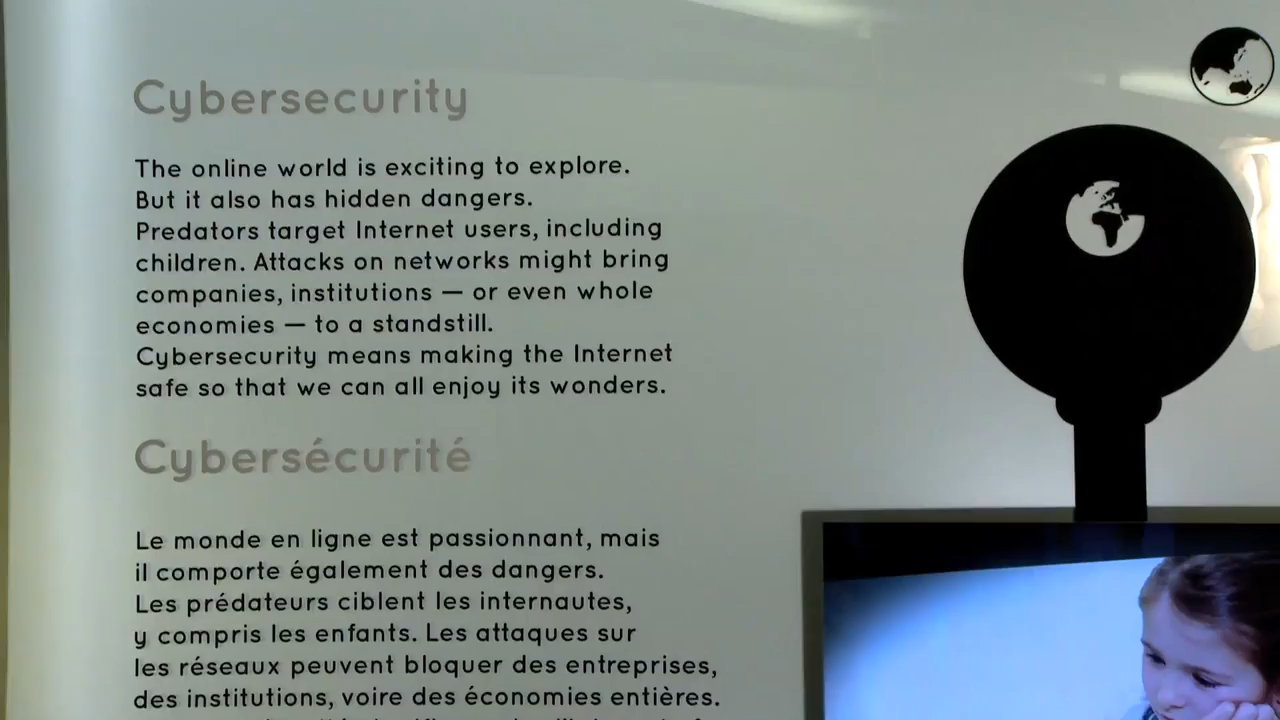 Cybersecurity
The online world is exciting to explore.
But it also has hidden dangers.
Predators target Internet users, including
children. Attacks on networks might bring
companies, institutions — or even whole
economies — to a standstill.
Cybersecurity means making the Internet
safe so that we can all enjoy its wonders.
Cybersécurité
Le monde en ligne est passionnant, mais
il comporte également des dangers.
Les prédateurs ciblent les internautes,
y compris les enfants. Les attaques sur
les réseaux peuvent bloquer des entreprises,
des institutions, voire des économies entières.